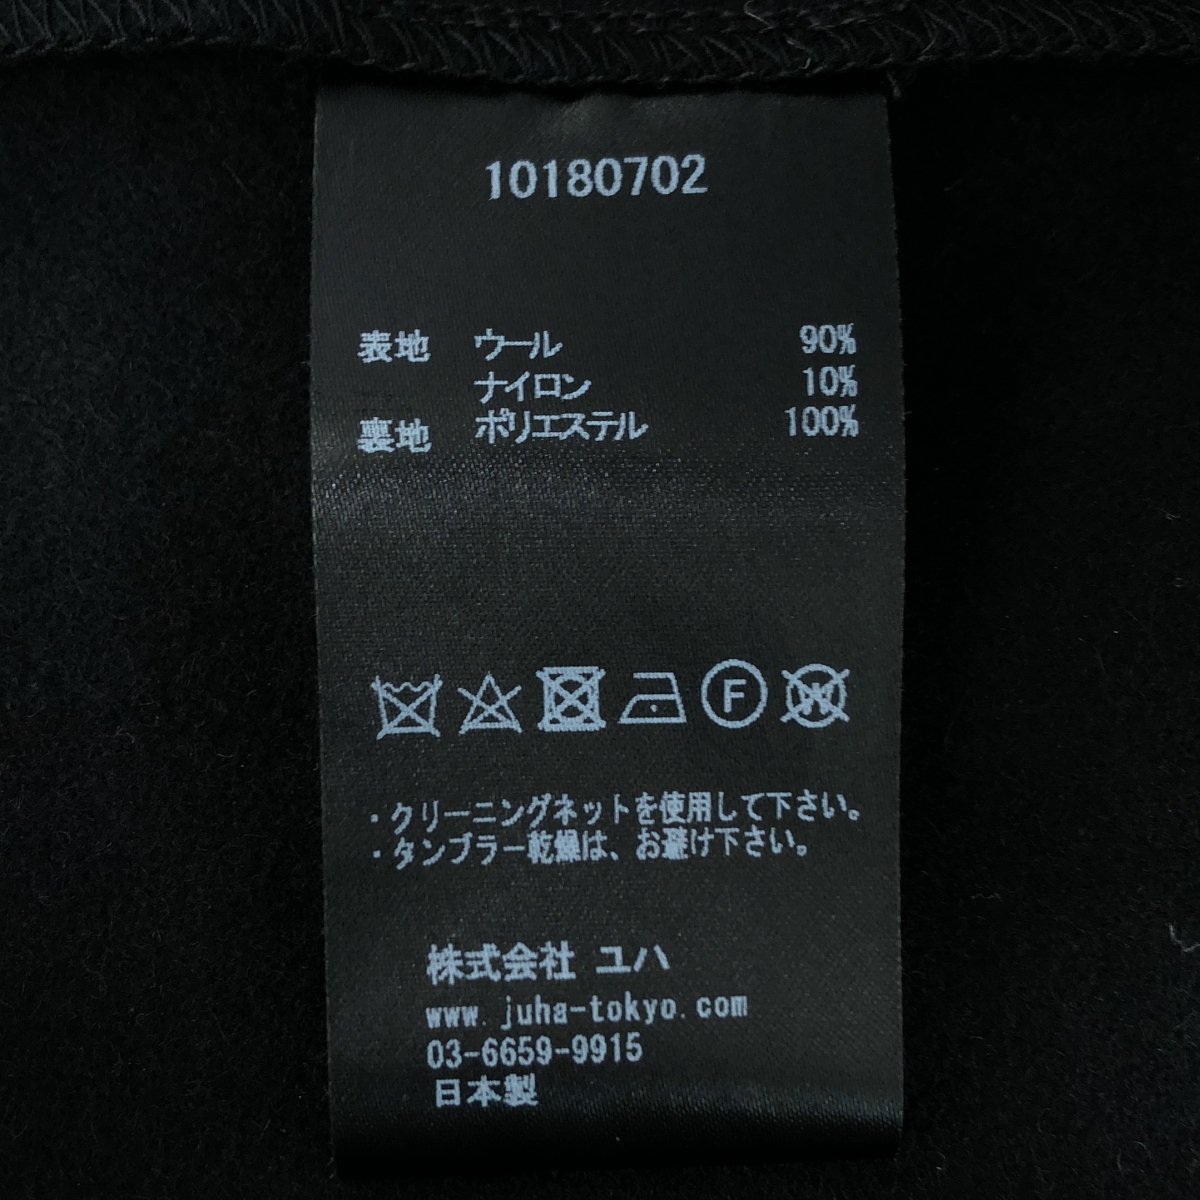 10180702
表地 ウール 90%
ナイロン 10%
裏地 ポリエステル 100%
F W
・クリーニングネットを使用して下さい。
・タンブラー乾燥は、お避け下さい。
株式会社 ユハ
www.juha-tokyo.com
03-6659-9915
日本製